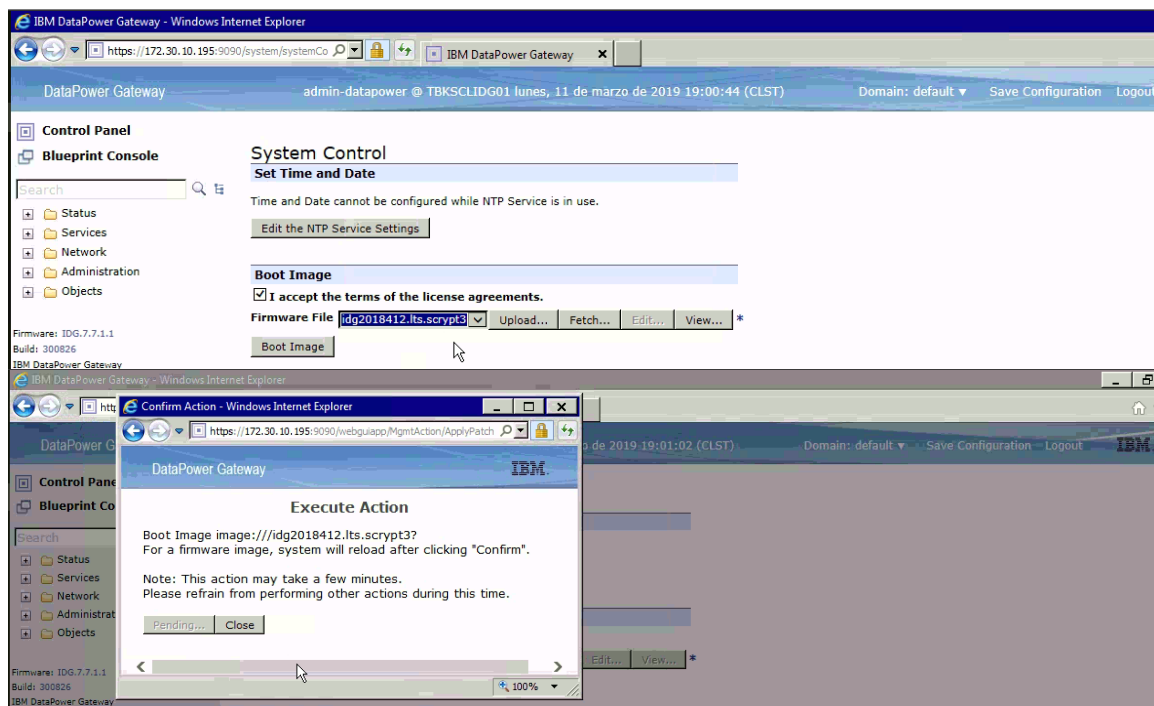 IBM DataPower Gateway - Windows Internet Explorer
https://172.30.10.195:9090/system/systemCo
IBM DataPower Gateway
DataPower Gateway
admin-datapower @ TBKSCLIDG01 lunes, 11 de marzo de 2019 19:00:44 (CLST)
Domain: default
Save Configuration
Logout
Control Panel
Blueprint Console
Search
Status
Services
Network
Administration
Objects
Firmware: IDG.7.7.1.1
Build: 300826
IBM DataPower Gateway
System Control
Set Time and Date
Time and Date cannot be configured while NTP Service is in use.
Edit the NTP Service Settings
Boot Image
I accept the terms of the license agreements.
Firmware File idg2018412.lts.scrypt3 Upload... Fetch... Edit... View... *
Boot Image
IBM DataPower Gateway - Windows Internet Explorer
htt
DataPower G
o de 2019 19:01:02 (CLST)
Domain: default
Save Configuration
Logout
IBM
Control Pane
Blueprint Co
Search
Status
Services
Network
Administrat
Objects
Firmware: IDG.7.7.1.1
Build: 300826
IBM DataPower Gateway
Confirm Action - Windows Internet Explorer
https://172.30.10.195:9090/webguiapp/MgmtAction/ApplyPatch
DataPower Gateway
IBM.
Execute Action
Boot Image image:///idg2018412.lts.scrypt3?
For a firmware image, system will reload after clicking "Confirm".
Note: This action may take a few minutes.
Please refrain from performing other actions during this time.
Pending... Close
100%
Edit... View... *